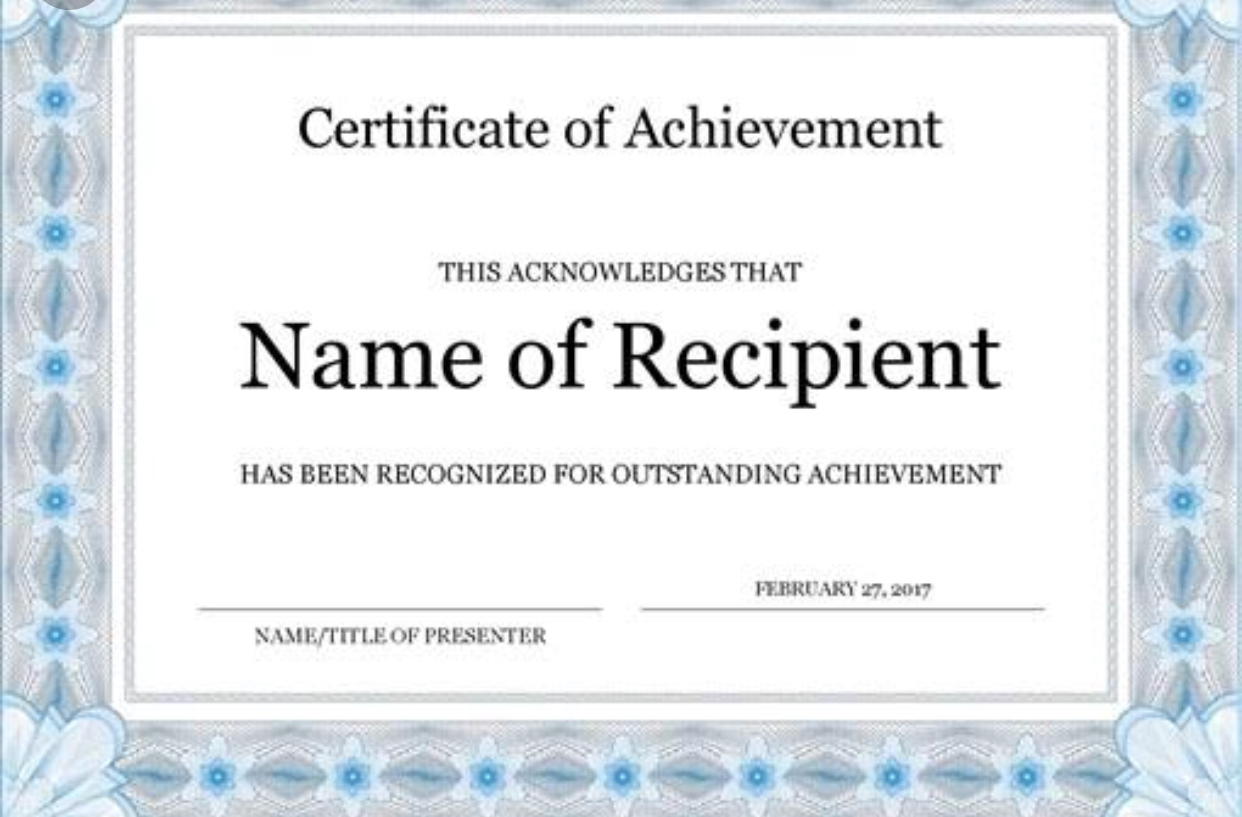 Certificate of Achievement
THIS ACKNOWLEDGES THAT
Name of Recipient
HAS BEEN RECOGNIZED FOR OUTSTANDING ACHIEVEMENT
FEBRUARY 27, 2017
NAME/TITLE OF PRESENTER